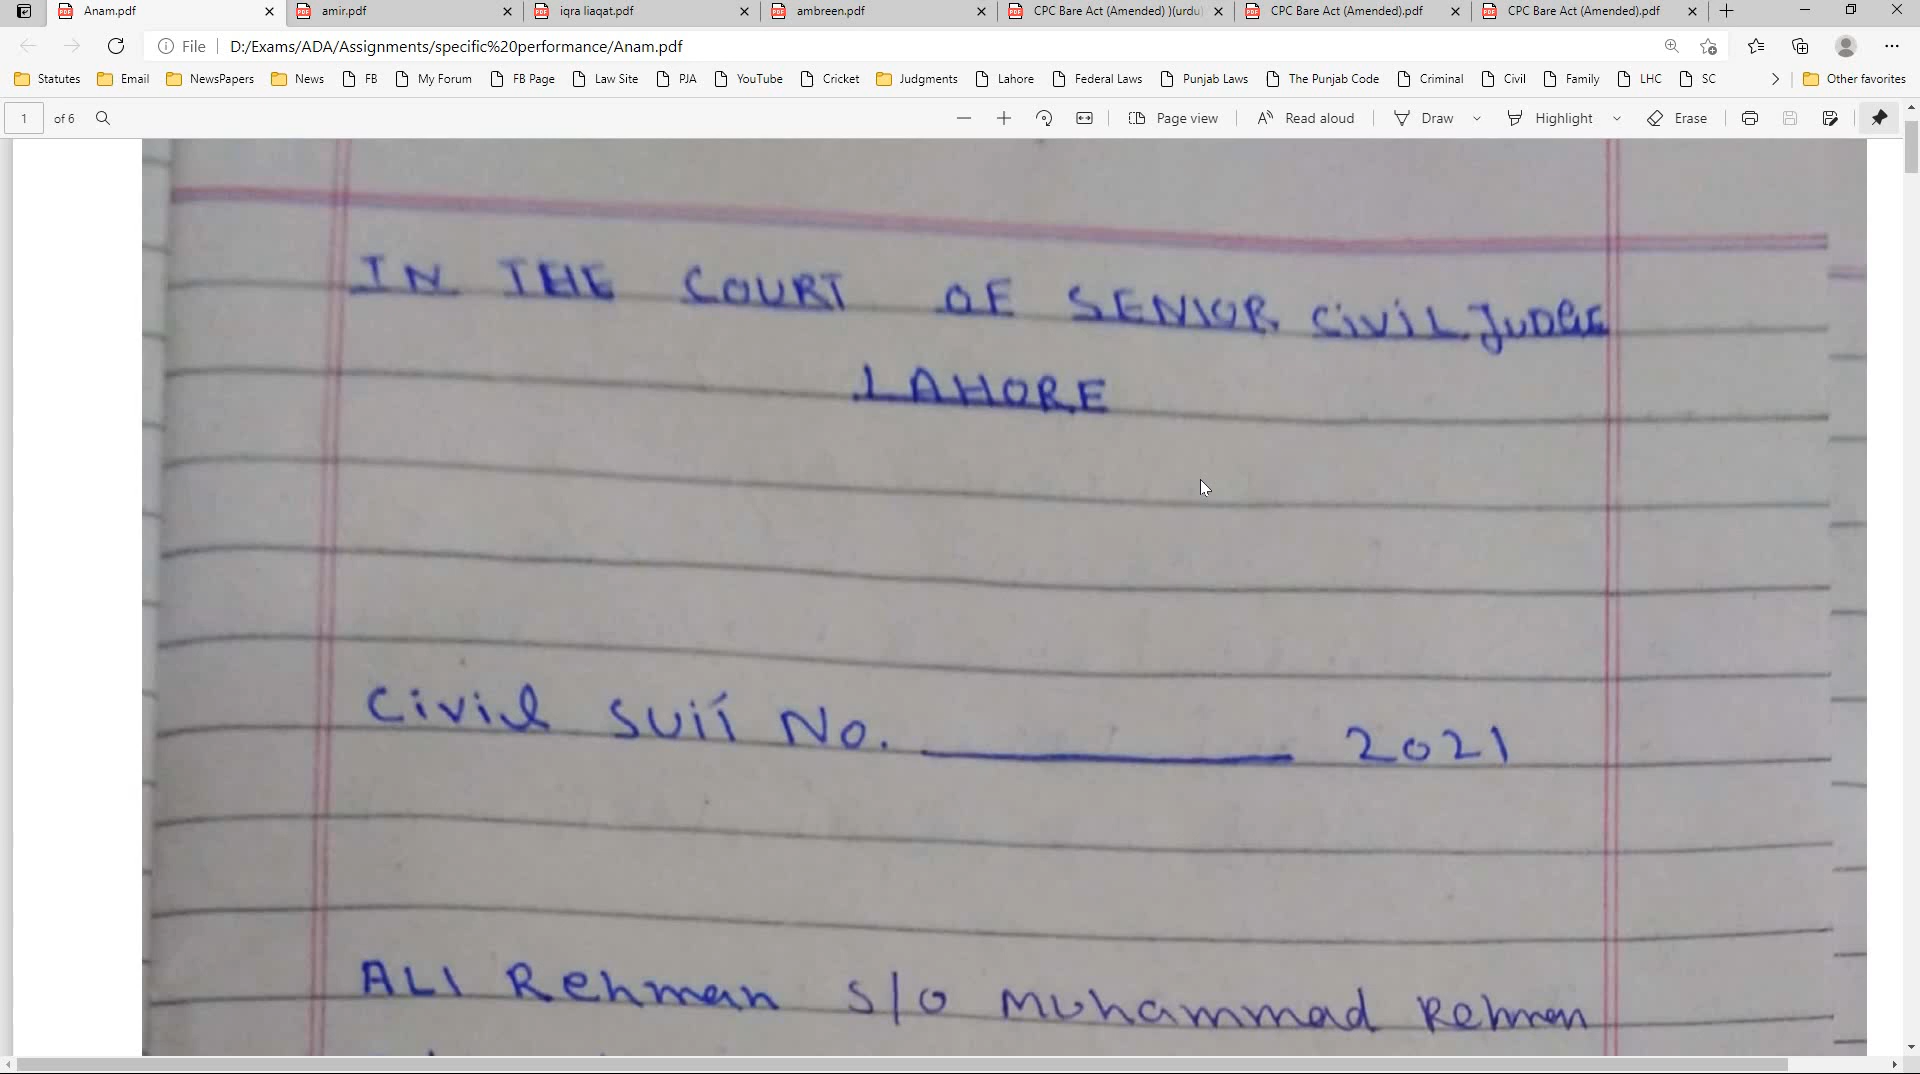 Anam.pdf
amir.pdf
iqra liaqat.pdf
ambreen.pdf
CPC Bare Act (Amended) )(urdu
CPC Bare Act (Amended).pdf
CPC Bare Act (Amended).pdf
File
D:/Exams/ADA/Assignments/specific%20performance/Anam.pdf
Statutes Email NewsPapers News FB My Forum FB Page Law Site PJA YouTube Cricket Judgments Lahore Federal Laws Punjab Laws The Punjab Code Criminal Civil Family LHC SC Other favorites
1 of 6 Page view Read aloud Draw Highlight Erase
IN THE COURT OF SENIOR CiViL JUDGE
LAHORE
Civil Suit No. __________ 2021
ALI Rehman s/o Muhammad Rehman